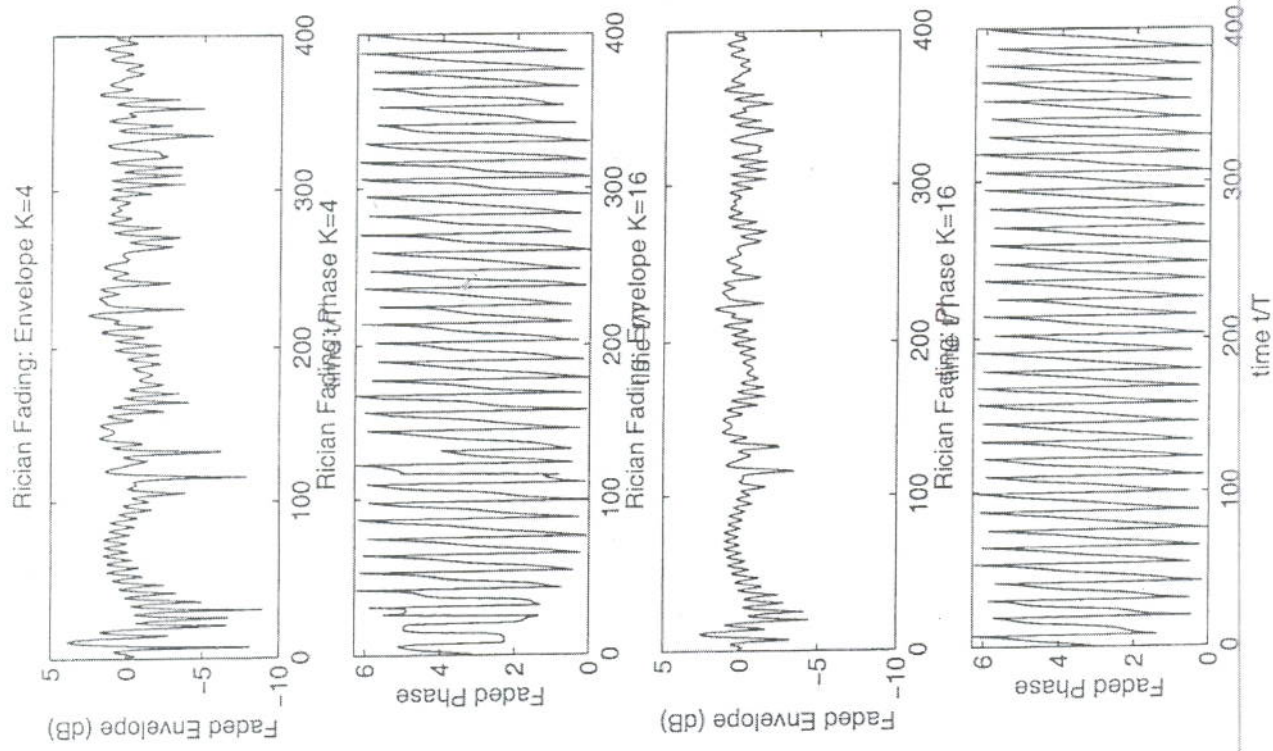 Rician Fading: Envelope K=4
Faded Envelope (dB)
5
0
-5
-10
0 100 200 300 400
time t/T
Rician Fading: Phase K=4
Faded Phase
6
4
2
0
0 100 200 300 400
time t/T
Rician Fading: Envelope K=16
Faded Envelope (dB)
5
0
-5
-10
0 100 200 300 400
time t/T
Rician Fading: Phase K=16
Faded Phase
6
4
2
0
0 100 200 300 400
time t/T